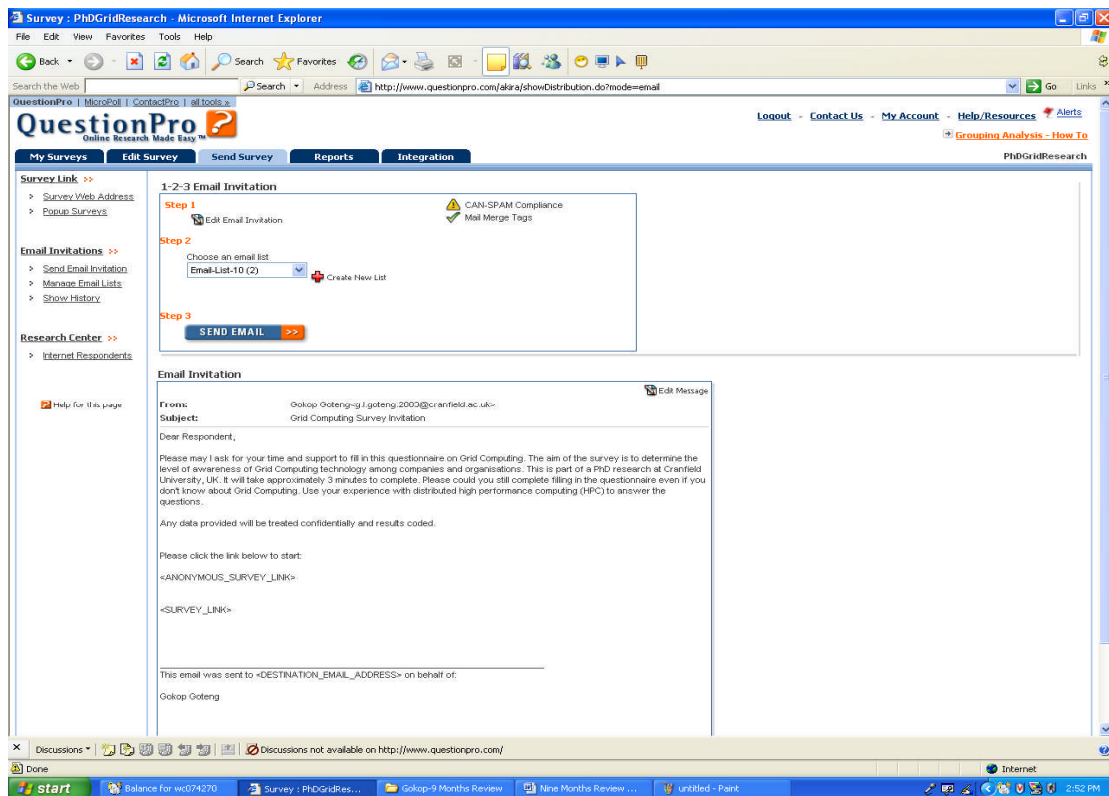 Survey : PhDGridResearch - Microsoft Internet Explorer
File Edit View Favorites Tools Help
Back Search Favorites
Search the Web Search Address http://www.questionpro.com/akira/showDistribution.do?mode=email Go Links »
QuestionPro | MicroPoll | ContactPro | all tools »
QuestionPro ?
Online Research Made Easy™
Logout - Contact Us - My Account - Help/Resources Alerts
Grouping Analysis - How To
My Surveys Edit Survey Send Survey Reports Integration PhDGridResearch
Survey Link >>
> Survey Web Address
> Popup Surveys
Email Invitations >>
> Send Email Invitation
> Manage Email Lists
> Show History
Research Center >>
> Internet Respondents
Help for this page
1-2-3 Email Invitation
Step 1
Edit Email Invitation
CAN-SPAM Compliance
Mail Merge Tags
Step 2
Choose an email list
Email-List-10 (2)
Create New List
Step 3
SEND EMAIL >>
Email Invitation
Edit Message
From: Gokop Goteng<g.l.goteng.2003@cranfield.ac.uk>
Subject: Grid Computing Survey Invitation
Dear Respondent,
Please may I ask for your time and support to fill in this questionnaire on Grid Computing. The aim of the survey is to determine the
level of awareness of Grid Computing technology among companies and organisations. This is part of a PhD research at Cranfield
University, UK. It will take approximately 3 minutes to complete. Please could you still complete filling in the questionnaire even if you
don't know about Grid Computing. Use your experience with distributed high performance computing (HPC) to answer the
questions.
Any data provided will be treated confidentially and results coded.
Please click the link below to start:
<ANONYMOUS_SURVEY_LINK>
<SURVEY_LINK>
This email was sent to <DESTINATION_EMAIL_ADDRESS> on behalf of:
Gokop Goteng
Discussions Discussions not available on http://www.questionpro.com/
Done Internet
start Balance for wc074270 Survey : PhDGridRes... Gokop-9 Months Review Nine Months Review ... untitled - Paint 2:52 PM